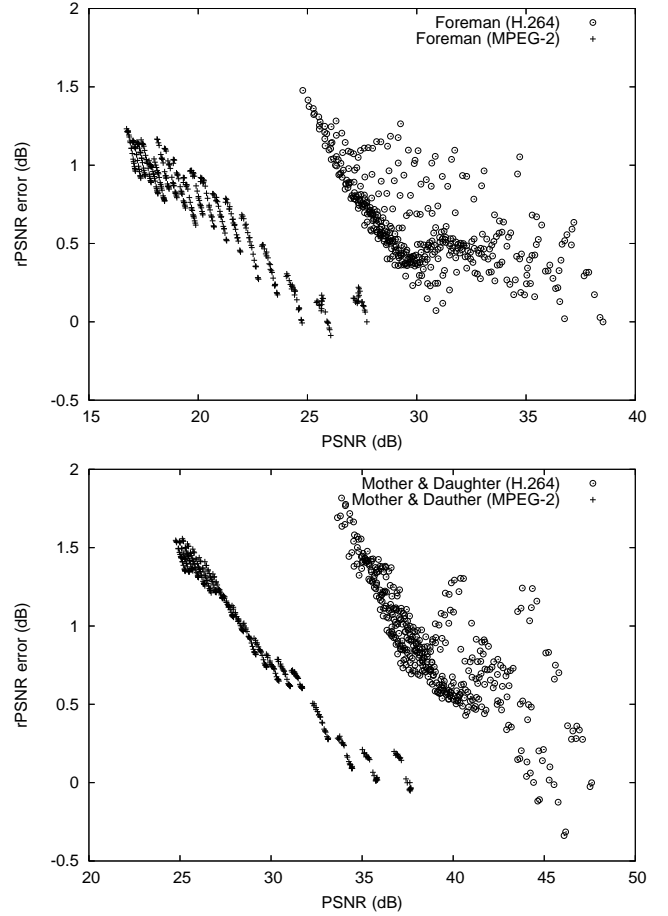 Foreman (H.264)
Foreman (MPEG-2)
2
1.5
1
0.5
0
-0.5
rPSNR error (dB)
15 20 25 30 35 40
PSNR (dB)
Mother & Daughter (H.264)
Mother & Dauther (MPEG-2)
2
1.5
1
0.5
0
-0.5
rPSNR error (dB)
20 25 30 35 40 45 50
PSNR (dB)